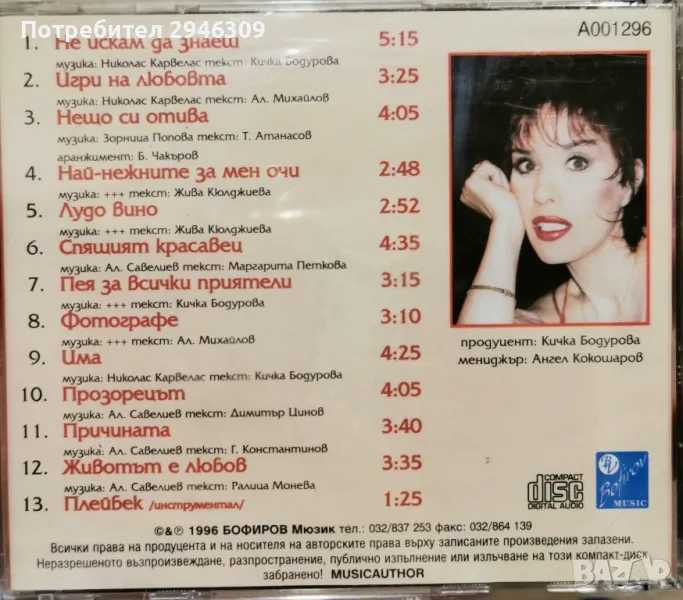 Потребител 2946309
A001296
1. Не искам да знаеш 5:15
музика: Николас Карвелас текст: Кичка Бодурова
2. Игри на любовта 3:25
музика: Николас Карвелас текст: Ал. Михайлов
3. Нещо си отива 4:05
музика: Зорница Попова текст: Т. Атанасов
аранжимент: Б. Чакъров
4. Най-нежните за мен очи 2:48
музика: +++ текст: Жива Кюлджиева
5. Лудо вино 2:52
музика: +++ текст: Жива Кюлджиева
6. Спящият красавец 4:35
музика: Ал. Савелиев текст: Маргарита Петкова
7. Пея за всички приятели 3:15
музика: +++ текст: Кичка Бодурова
8. Фотографе 3:10
музика: +++ текст: Ал. Михайлов
9. Има 4:25
музика: Николас Карвелас текст: Кичка Бодурова
10. Прозорецът 4:05
музика: Ал. Савелиев текст: Димитър Цинов
11. Причината 3:40
музика: Ал. Савелиев текст: Г. Константинов
12. Животът е любов 3:35
музика: Ал. Савелиев текст: Ралица Монева
13. Плейбек /инструментал/ 1:25
продуцент: Кичка Бодурова
мениджър: Ангел Кокошаров
COMPACT
disc
DIGITAL AUDIO
Bofirov
MUSIC
©&℗ 1996 БОФИРОВ Мюзик тел.: 032/837 253 факс: 032/864 139
Всички права на продуцента и на носителя на авторските права върху записаните произведения запазени.
Неразрешеното възпроизвеждане, разпространение, публично изпълнение или излъчване на този компакт-диск
забранено! MUSICAUTHOR
BAZAR